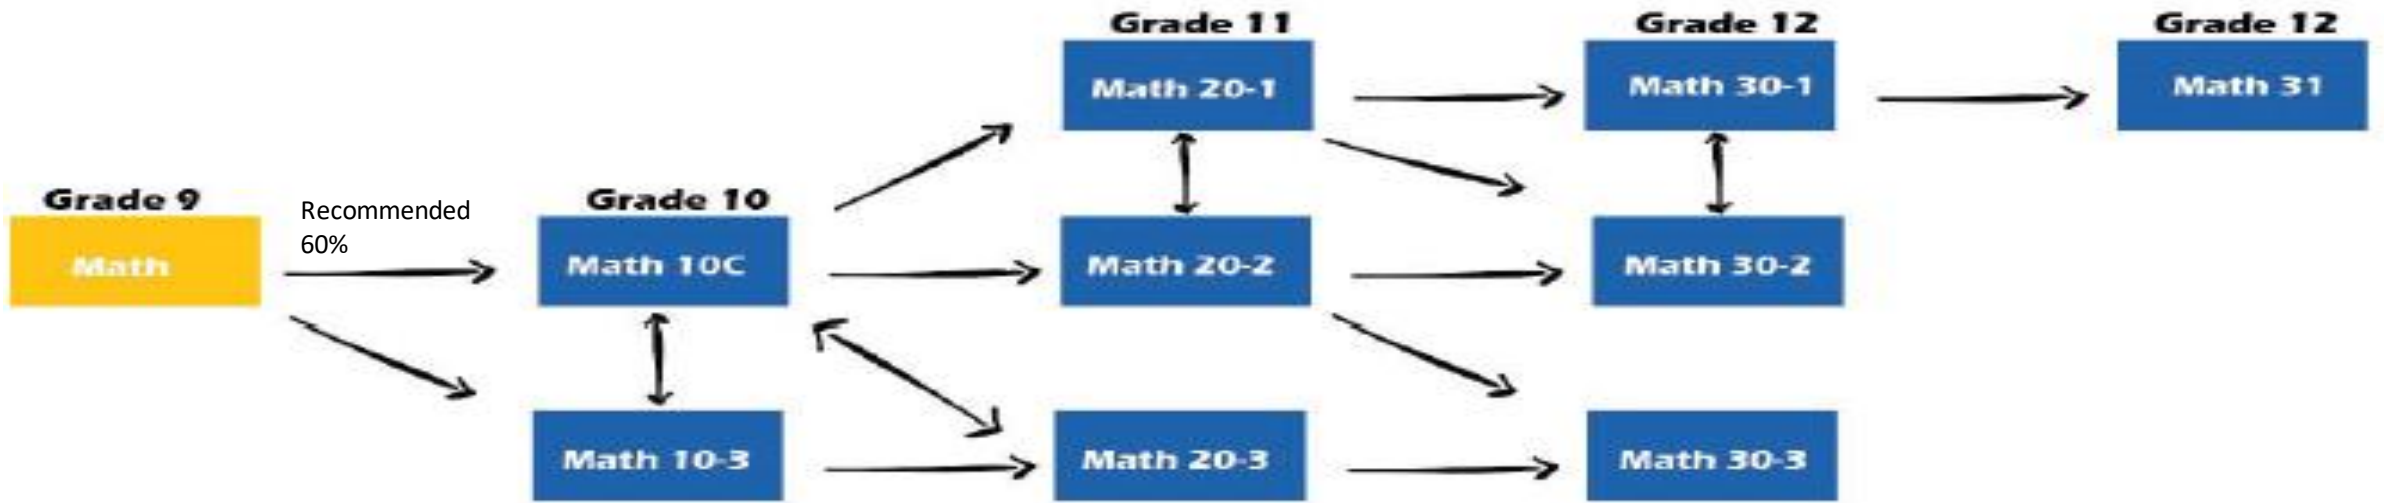 Grade 11
Grade 12
Grade 12
Math 20-1
Math 30-1
Math 31
Grade 9
Recommended
60%
Grade 10
Math
Math 10C
Math 20-2
Math 30-2
Math 10-3
Math 20-3
Math 30-3